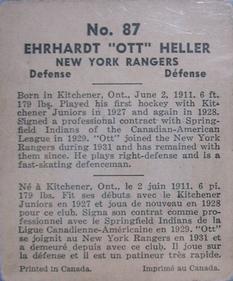 No. 87
EHRHARDT "OTT" HELLER
NEW YORK RANGERS
Defense Défense
Born in Kitchener, Ont., June 2, 1911. 6 ft.
179 lbs. Played his first hockey with Kit-
chener Juniors in 1927 and again in 1928.
Signed a professional contract with Spring-
field Indians of the Canadian-American
League in 1929. "Ott" joined the New York
Rangers during 1931 and has remained with
them since. He plays right-defense and is a
fast-skating defenceman.
Né à Kitchener, Ont., le 2 juin 1911. 6 pi.
179 lbs. Fit ses débuts avec le Kitchener
Juniors en 1927 et joua de nouveau en 1928
pour ce club. Signa son contrat comme profes-
sionnel avec le Springfield Indians de la
Ligue Canadienne-Américaine en 1929. "Ott"
se joignit au New York Rangers en 1931 et
a demeuré depuis avec ce club. Il joue sur
la défense et il est un patineur très rapide.
Printed in Canada. Imprimé au Canada.